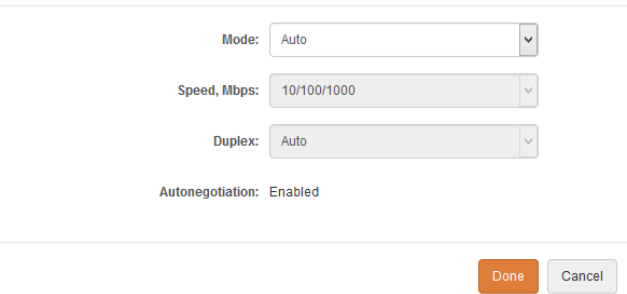 Mode: Auto
Speed, Mbps: 10/100/1000
Duplex: Auto
Autonegotiation: Enabled
Done Cancel